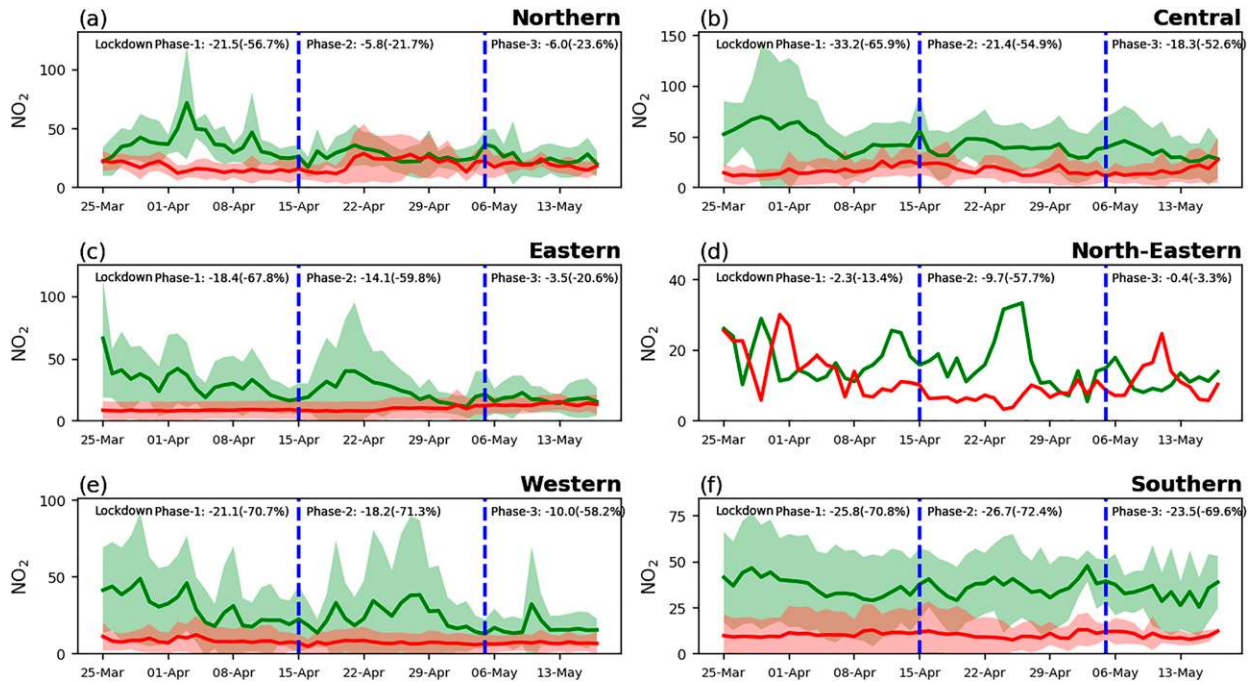 (a) Northern
Lockdown Phase-1: -21.5(-56.7%) Phase-2: -5.8(-21.7%) Phase-3: -6.0(-23.6%)
NO₂
100
50
0
25-Mar 01-Apr 08-Apr 15-Apr 22-Apr 29-Apr 06-May 13-May
(b) Central
Lockdown Phase-1: -33.2(-65.9%) Phase-2: -21.4(-54.9%) Phase-3: -18.3(-52.6%)
NO₂
150
100
50
0
25-Mar 01-Apr 08-Apr 15-Apr 22-Apr 29-Apr 06-May 13-May
(c) Eastern
Lockdown Phase-1: -18.4(-67.8%) Phase-2: -14.1(-59.8%) Phase-3: -3.5(-20.6%)
NO₂
100
50
0
25-Mar 01-Apr 08-Apr 15-Apr 22-Apr 29-Apr 06-May 13-May
(d) North-Eastern
Lockdown Phase-1: -2.3(-13.4%) Phase-2: -9.7(-57.7%) Phase-3: -0.4(-3.3%)
NO₂
40
20
0
25-Mar 01-Apr 08-Apr 15-Apr 22-Apr 29-Apr 06-May 13-May
(e) Western
Lockdown Phase-1: -21.1(-70.7%) Phase-2: -18.2(-71.3%) Phase-3: -10.0(-58.2%)
NO₂
100
50
0
25-Mar 01-Apr 08-Apr 15-Apr 22-Apr 29-Apr 06-May 13-May
(f) Southern
Lockdown Phase-1: -25.8(-70.8%) Phase-2: -26.7(-72.4%) Phase-3: -23.5(-69.6%)
NO₂
75
50
25
0
25-Mar 01-Apr 08-Apr 15-Apr 22-Apr 29-Apr 06-May 13-May